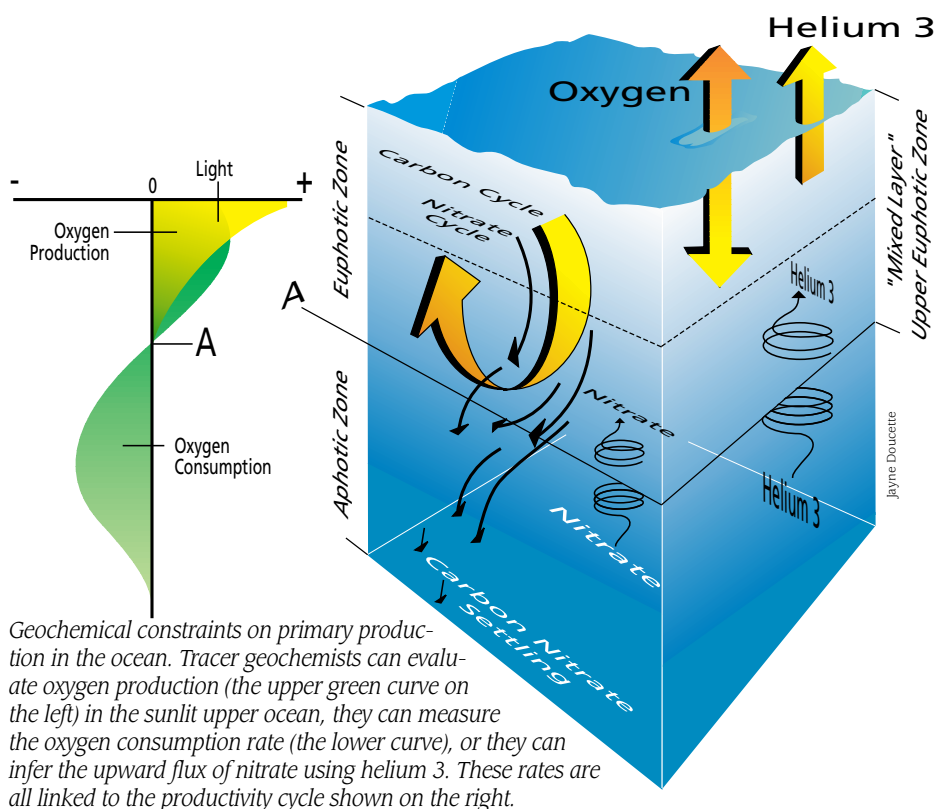 Helium 3
Oxygen
Light
-
0
+
Oxygen
Production
A
Oxygen
Consumption
Euphotic Zone
A
Aphotic Zone
Carbon Cycle
Nitrate
Cycle
"Mixed Layer"
Upper Euphotic Zone
Helium 3
Nitrate
Helium 3
Nitrate
Carbon Nitrate
Settling
Jayne Doucette
Geochemical constraints on primary produc-
tion in the ocean. Tracer geochemists can evalu-
ate oxygen production (the upper green curve on
the left) in the sunlit upper ocean, they can measure
the oxygen consumption rate (the lower curve), or they can
infer the upward flux of nitrate using helium 3. These rates are
all linked to the productivity cycle shown on the right.